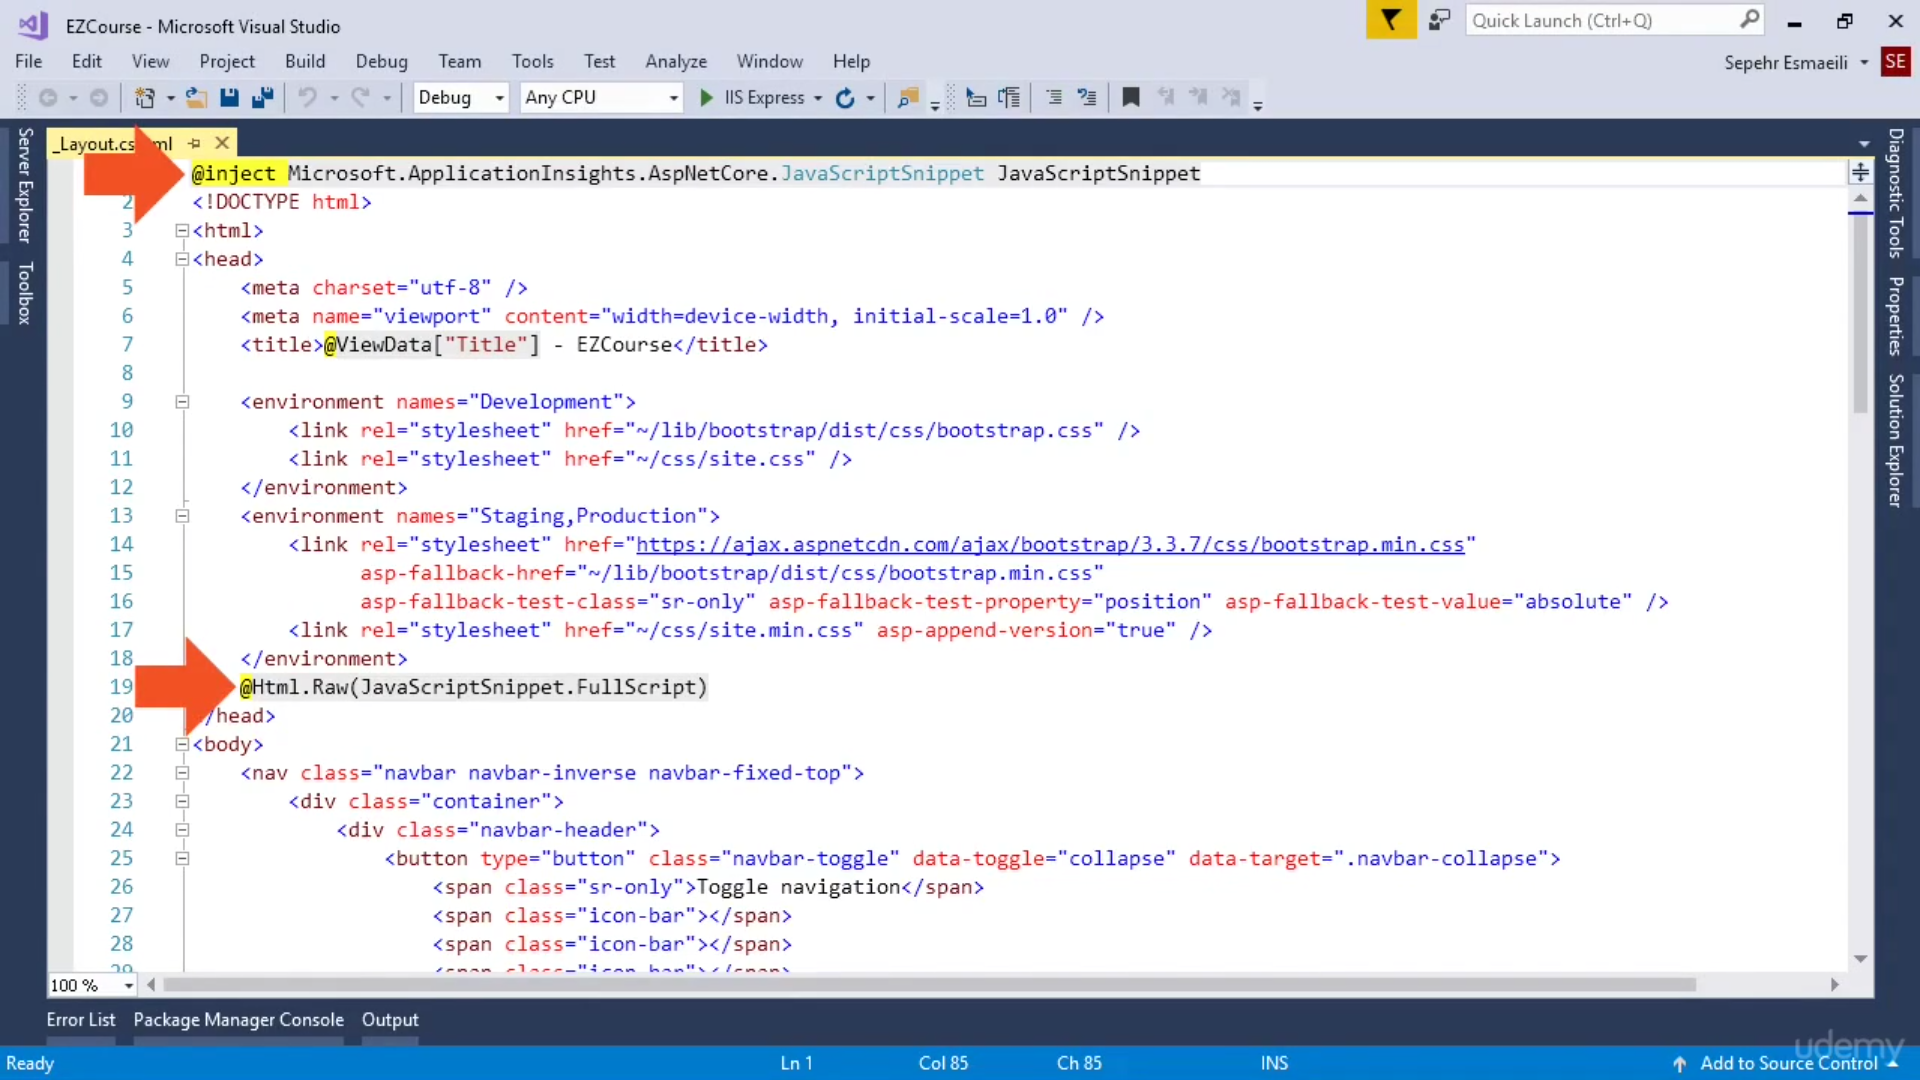 EZCourse - Microsoft Visual Studio
Quick Launch (Ctrl+Q)
File Edit View Project Build Debug Team Tools Test Analyze Window Help
Sepehr Esmaeili SE
Debug Any CPU IIS Express
Server Explorer
Toolbox
Diagnostic Tools
Properties
Solution Explorer
@inject Microsoft.ApplicationInsights.AspNetCore.JavaScriptSnippet JavaScriptSnippet
2 <!DOCTYPE html>
3 <html>
4 <head>
5 <meta charset="utf-8" />
6 <meta name="viewport" content="width=device-width, initial-scale=1.0" />
7 <title>@ViewData["Title"] - EZCourse</title>
8
9 <environment names="Development">
10 <link rel="stylesheet" href="~/lib/bootstrap/dist/css/bootstrap.css" />
11 <link rel="stylesheet" href="~/css/site.css" />
12 </environment>
13 <environment names="Staging,Production">
14 <link rel="stylesheet" href="https://ajax.aspnetcdn.com/ajax/bootstrap/3.3.7/css/bootstrap.min.css"
15 asp-fallback-href="~/lib/bootstrap/dist/css/bootstrap.min.css"
16 asp-fallback-test-class="sr-only" asp-fallback-test-property="position" asp-fallback-test-value="absolute" />
17 <link rel="stylesheet" href="~/css/site.min.css" asp-append-version="true" />
18 </environment>
19 @Html.Raw(JavaScriptSnippet.FullScript)
20 /head>
21 <body>
22 <nav class="navbar navbar-inverse navbar-fixed-top">
23 <div class="container">
24 <div class="navbar-header">
25 <button type="button" class="navbar-toggle" data-toggle="collapse" data-target=".navbar-collapse">
26 <span class="sr-only">Toggle navigation</span>
27 <span class="icon-bar"></span>
28 <span class="icon-bar"></span>
29 <span class="icon-bar"></span>
100 %
Error List Package Manager Console Output
Ready Ln 1 Col 85 Ch 85 INS Add to Source Control
udemy